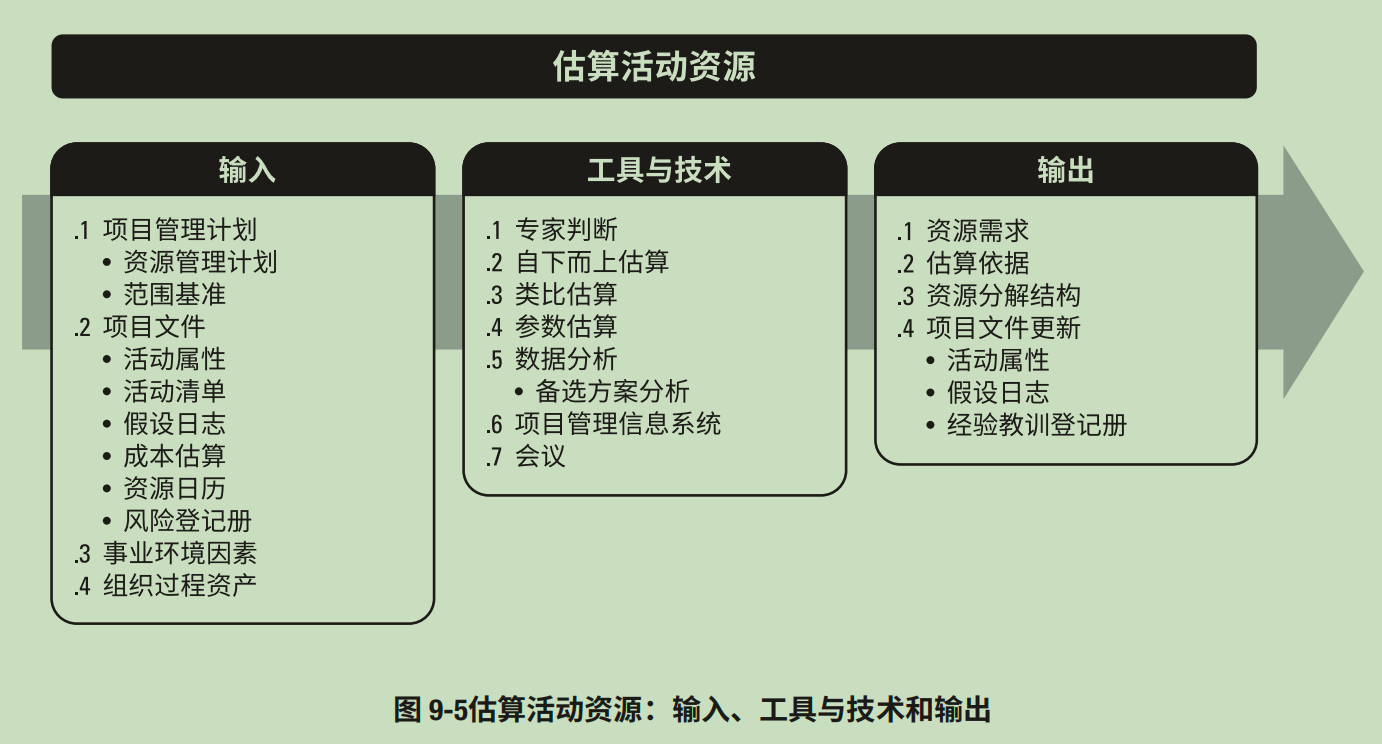 估算活动资源
输入
.1 项目管理计划
• 资源管理计划
• 范围基准
.2 项目文件
• 活动属性
• 活动清单
• 假设日志
• 成本估算
• 资源日历
• 风险登记册
.3 事业环境因素
.4 组织过程资产
工具与技术
.1 专家判断
.2 自下而上估算
.3 类比估算
.4 参数估算
.5 数据分析
• 备选方案分析
.6 项目管理信息系统
.7 会议
输出
.1 资源需求
.2 估算依据
.3 资源分解结构
.4 项目文件更新
• 活动属性
• 假设日志
• 经验教训登记册
图 9-5估算活动资源：输入、工具与技术和输出